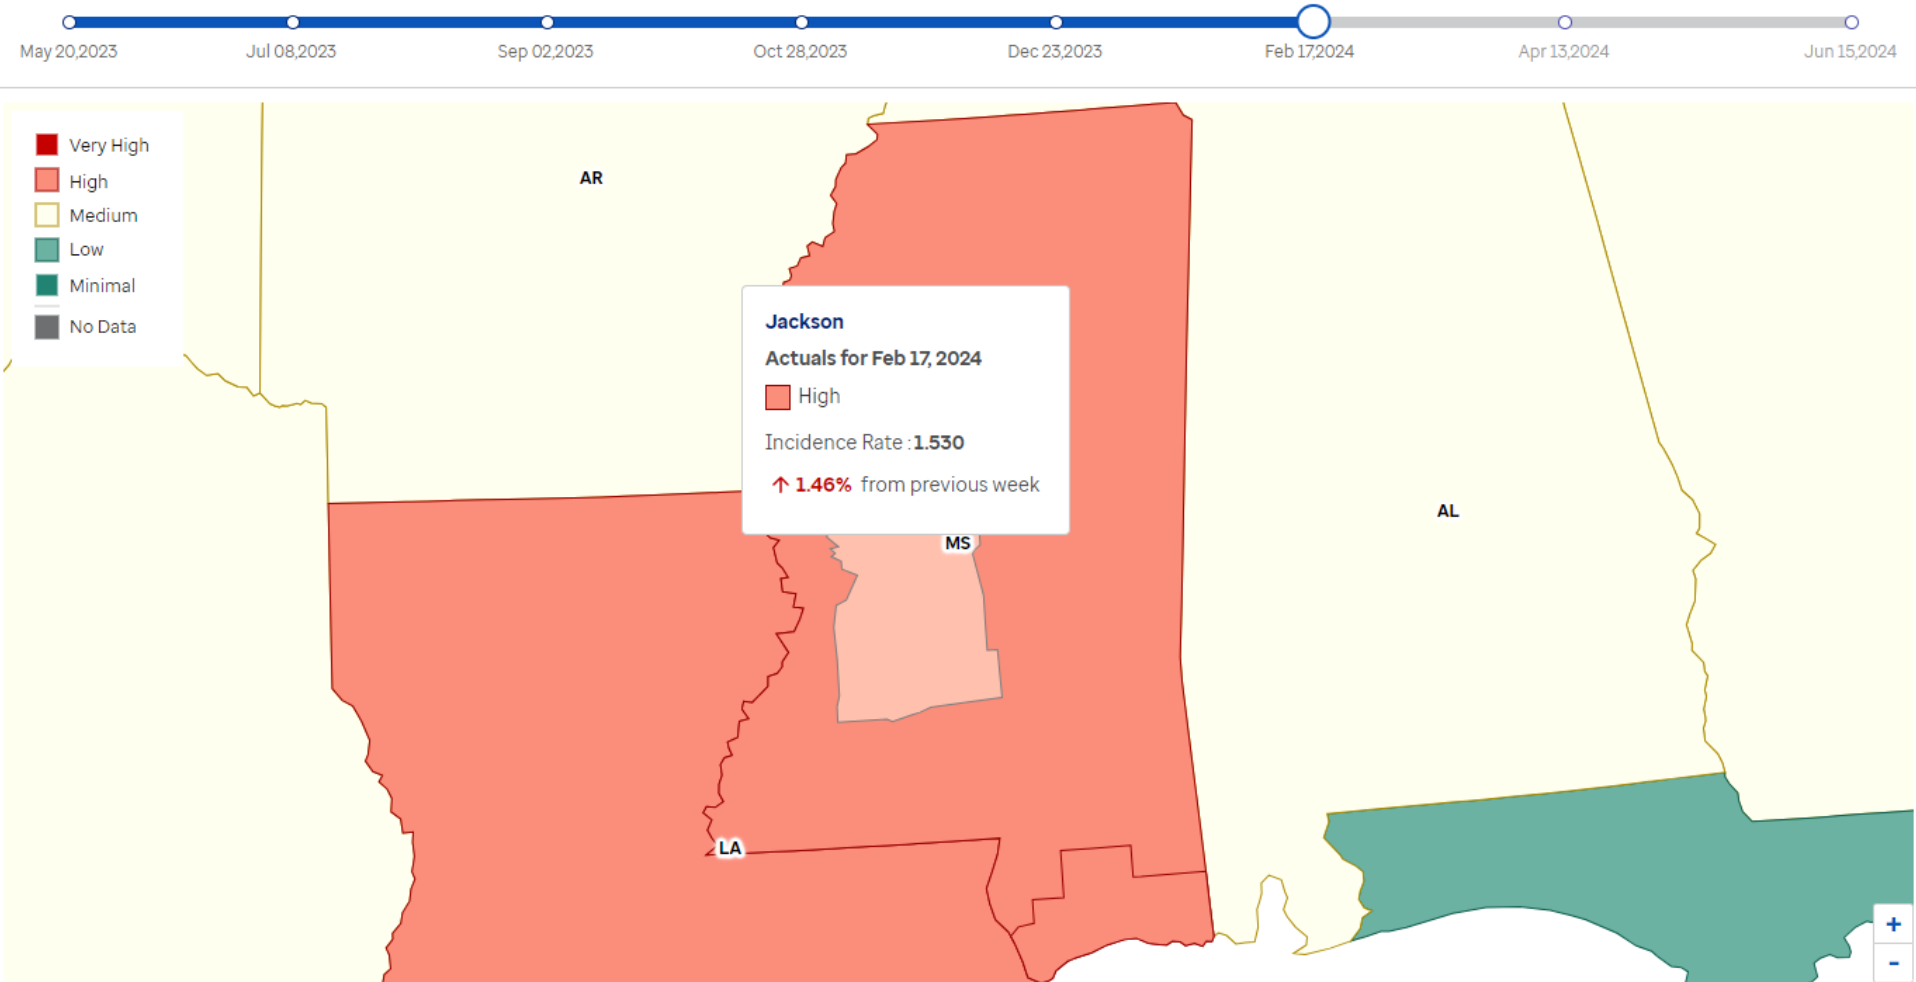 May 20,2023 Jul 08,2023 Sep 02,2023 Oct 28,2023 Dec 23,2023 Feb 17,2024 Apr 13,2024 Jun 15,2024
Very High
High
Medium
Low
Minimal
No Data
AR
Jackson
Actuals for Feb 17, 2024
High
Incidence Rate :1.530
↑ 1.46% from previous week
MS
AL
LA
+
-